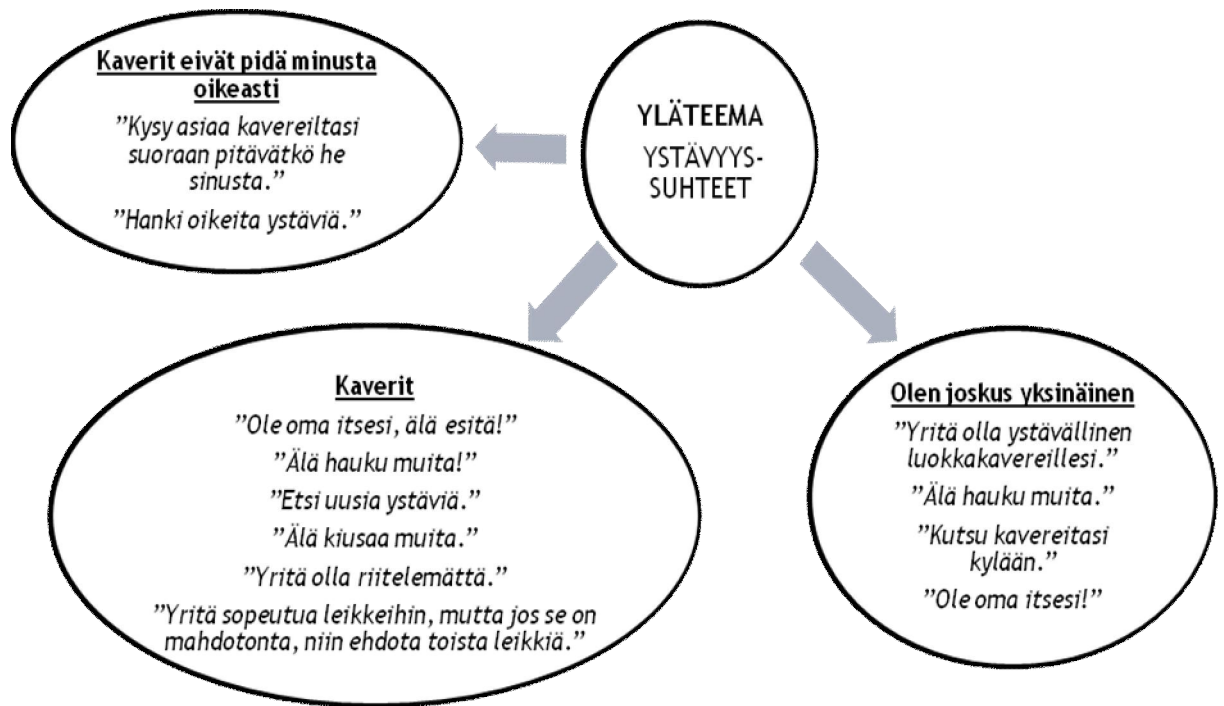 Kaverit eivät pidä minusta
oikeasti
”Kysy asiaa kavereiltasi
suoraan pitävätkö he
sinusta.”
”Hanki oikeita ystäviä.”
YLÄTEEMA
YSTÄVYYS-
SUHTEET
Kaverit
”Ole oma itsesi, älä esitä!”
”Älä hauku muita!”
”Etsi uusia ystäviä.”
”Älä kiusaa muita.”
”Yritä olla riitelemättä.”
”Yritä sopeutua leikkeihin, mutta jos se on
mahdotonta, niin ehdota toista leikkiä.”
Olen joskus yksinäinen
”Yritä olla ystävällinen
luokkakavereillesi.”
”Älä hauku muita.”
”Kutsu kavereitasi
kylään.”
”Ole oma itsesi!”